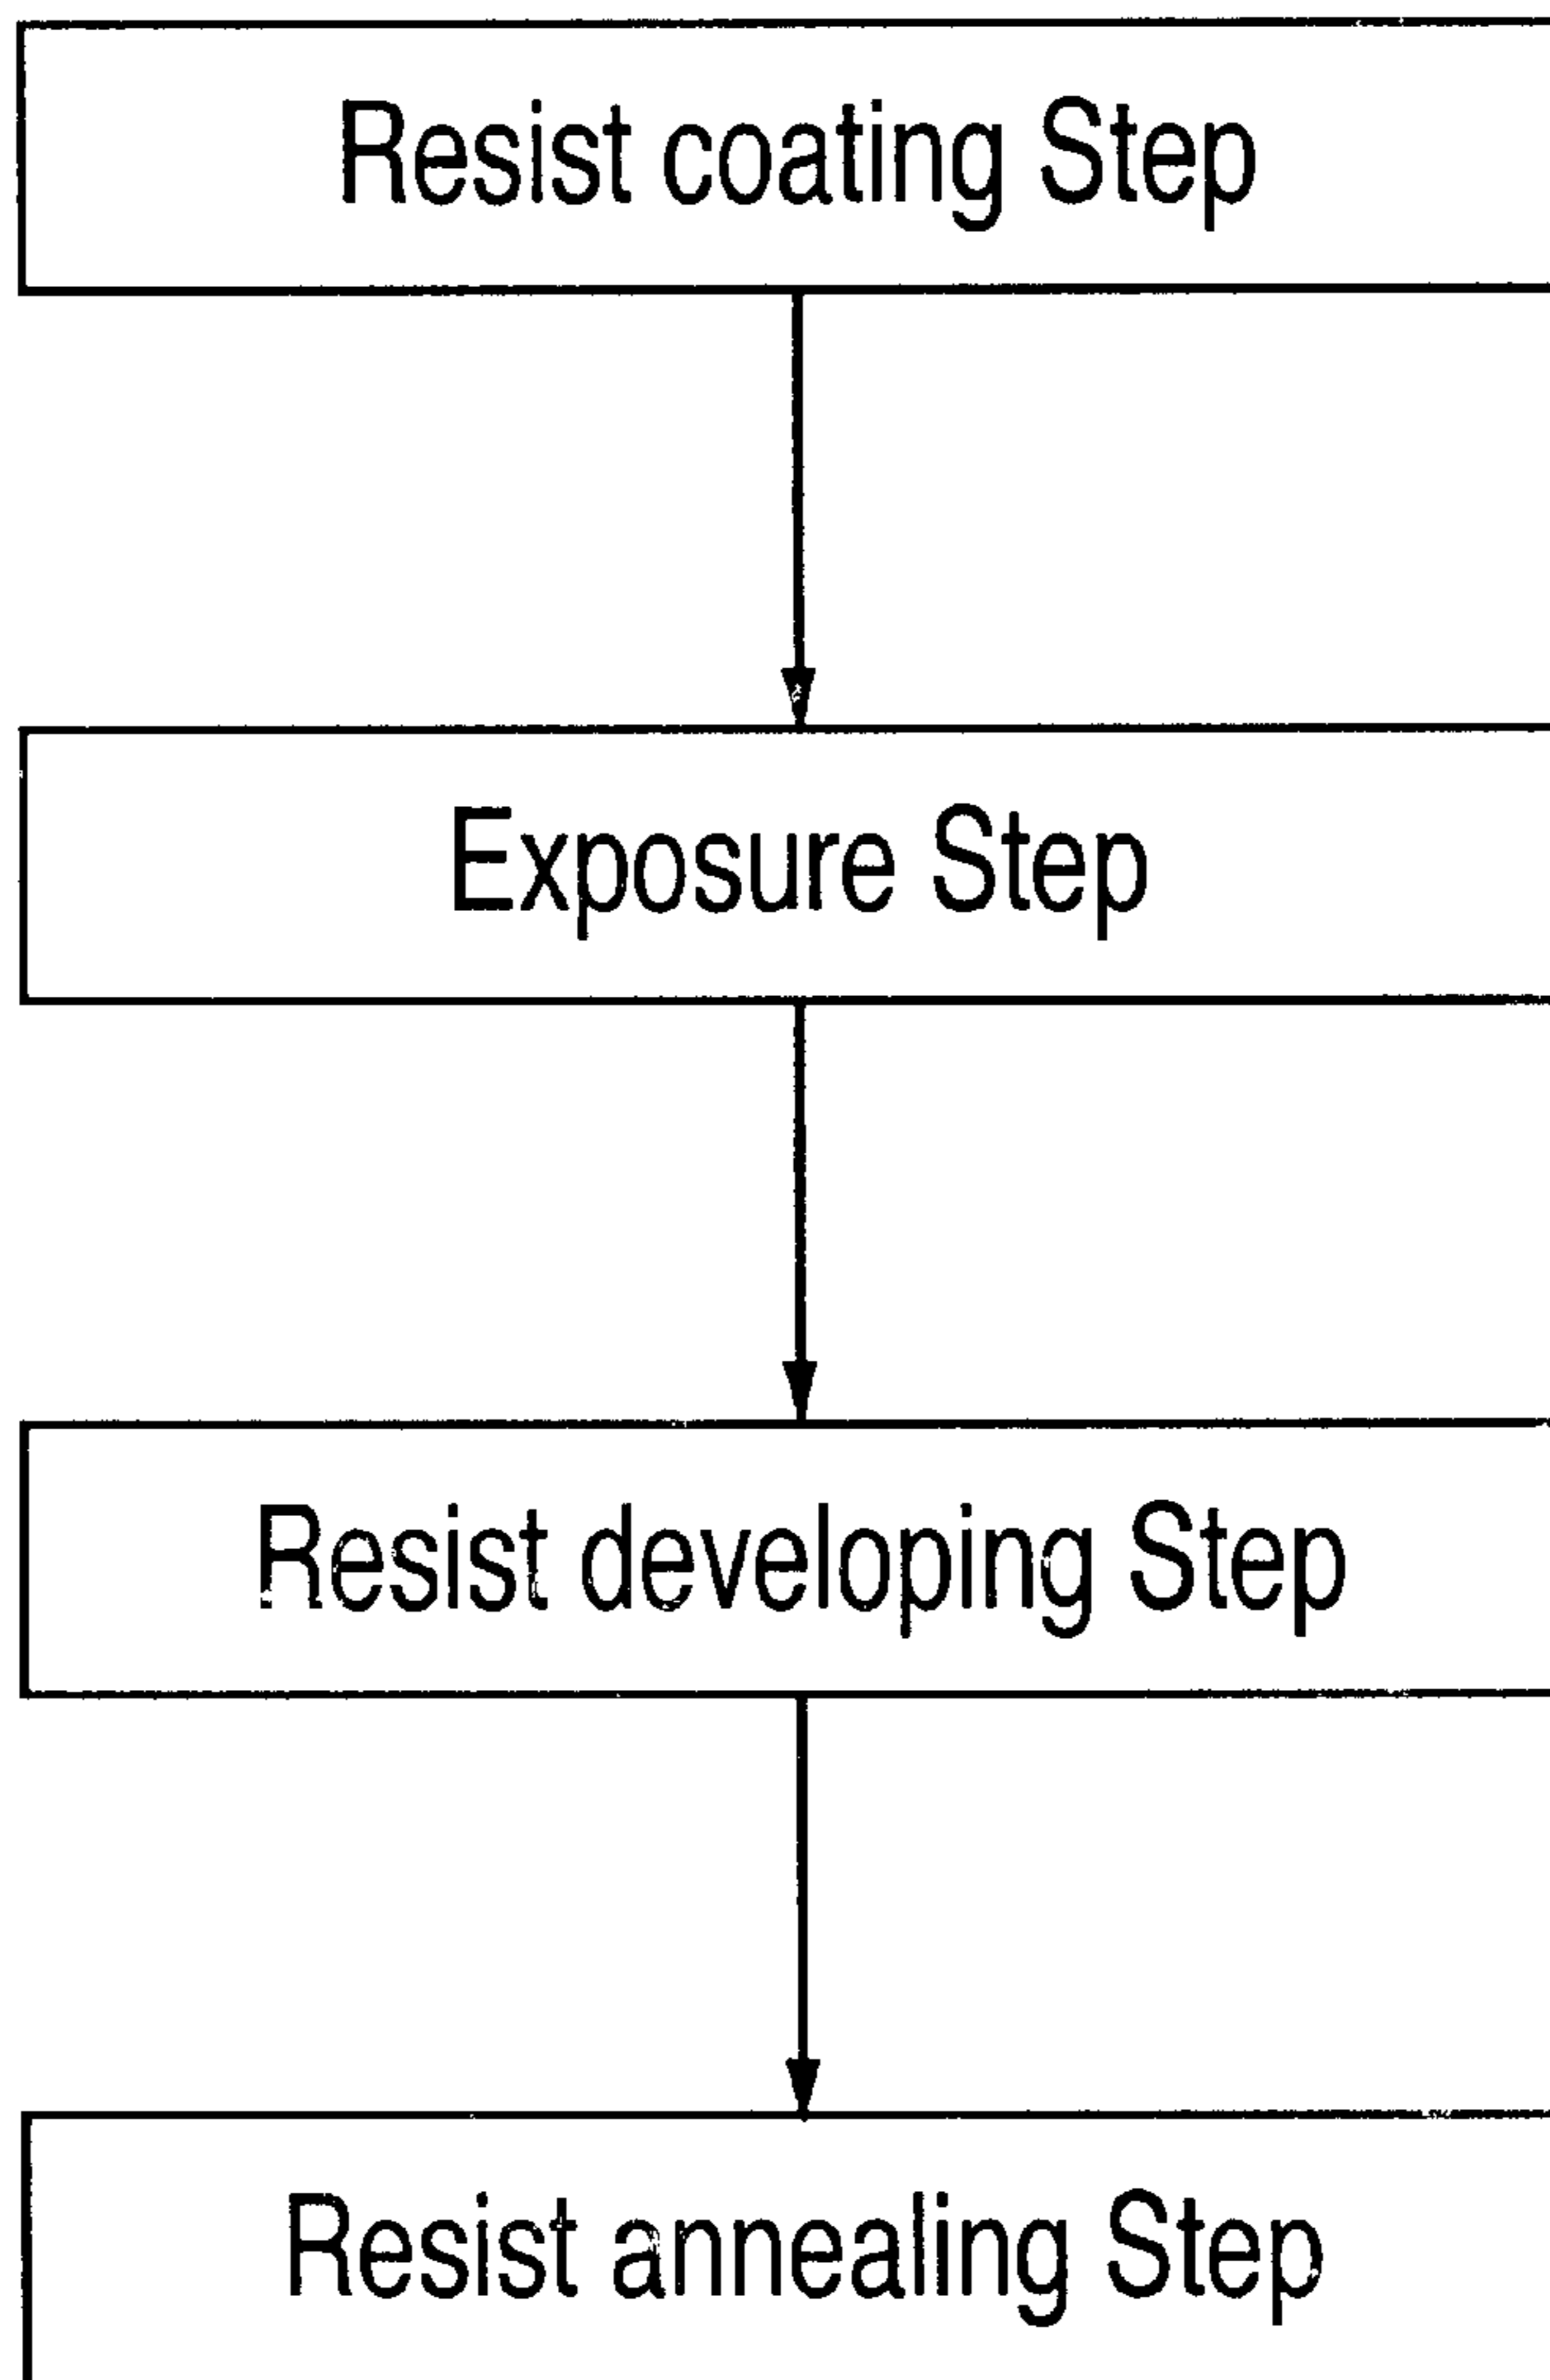 Resist coating Step
Exposure Step
Resist developing Step
Resist annealing Step